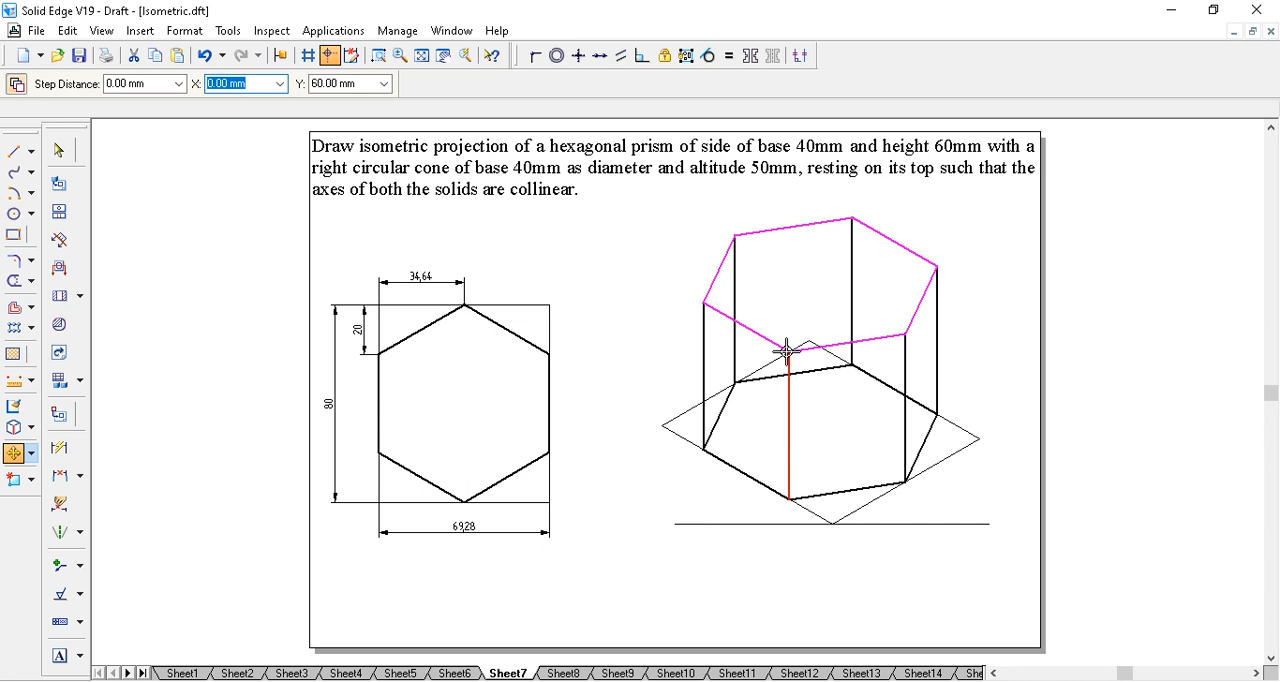 Solid Edge V19 - Draft - [Isometric.dft]
File Edit View Insert Format Tools Inspect Applications Manage Window Help
Step Distance: 0.00 mm X: 0.00 mm Y: 60.00 mm
Draw isometric projection of a hexagonal prism of side of base 40mm and height 60mm with a
right circular cone of base 40mm as diameter and altitude 50mm, resting on its top such that the
axes of both the solids are collinear.
34,64
20
80
69,28
A
Sheet1 Sheet2 Sheet3 Sheet4 Sheet5 Sheet6 Sheet7 Sheet8 Sheet9 Sheet10 Sheet11 Sheet12 Sheet13 Sheet14 She